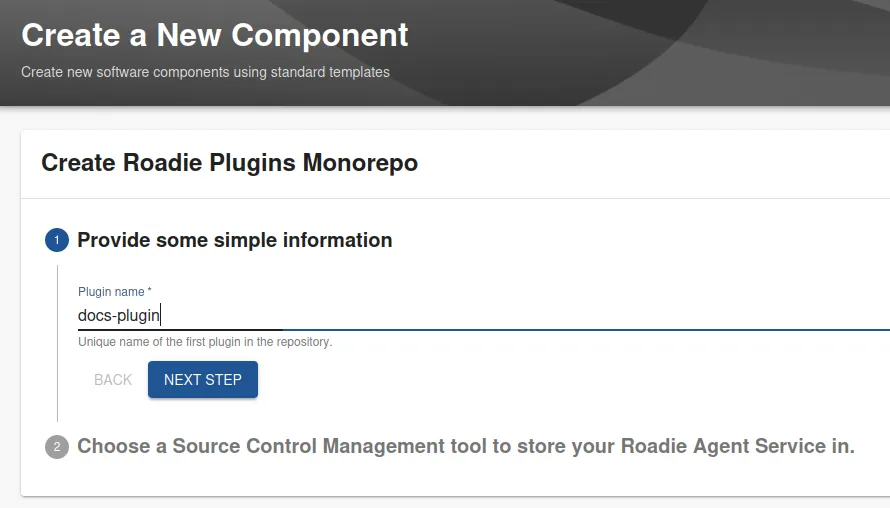 Create a New Component
Create new software components using standard templates
Create Roadie Plugins Monorepo
1 Provide some simple information
Plugin name *
docs-plugin
Unique name of the first plugin in the repository.
BACK NEXT STEP
2 Choose a Source Control Management tool to store your Roadie Agent Service in.